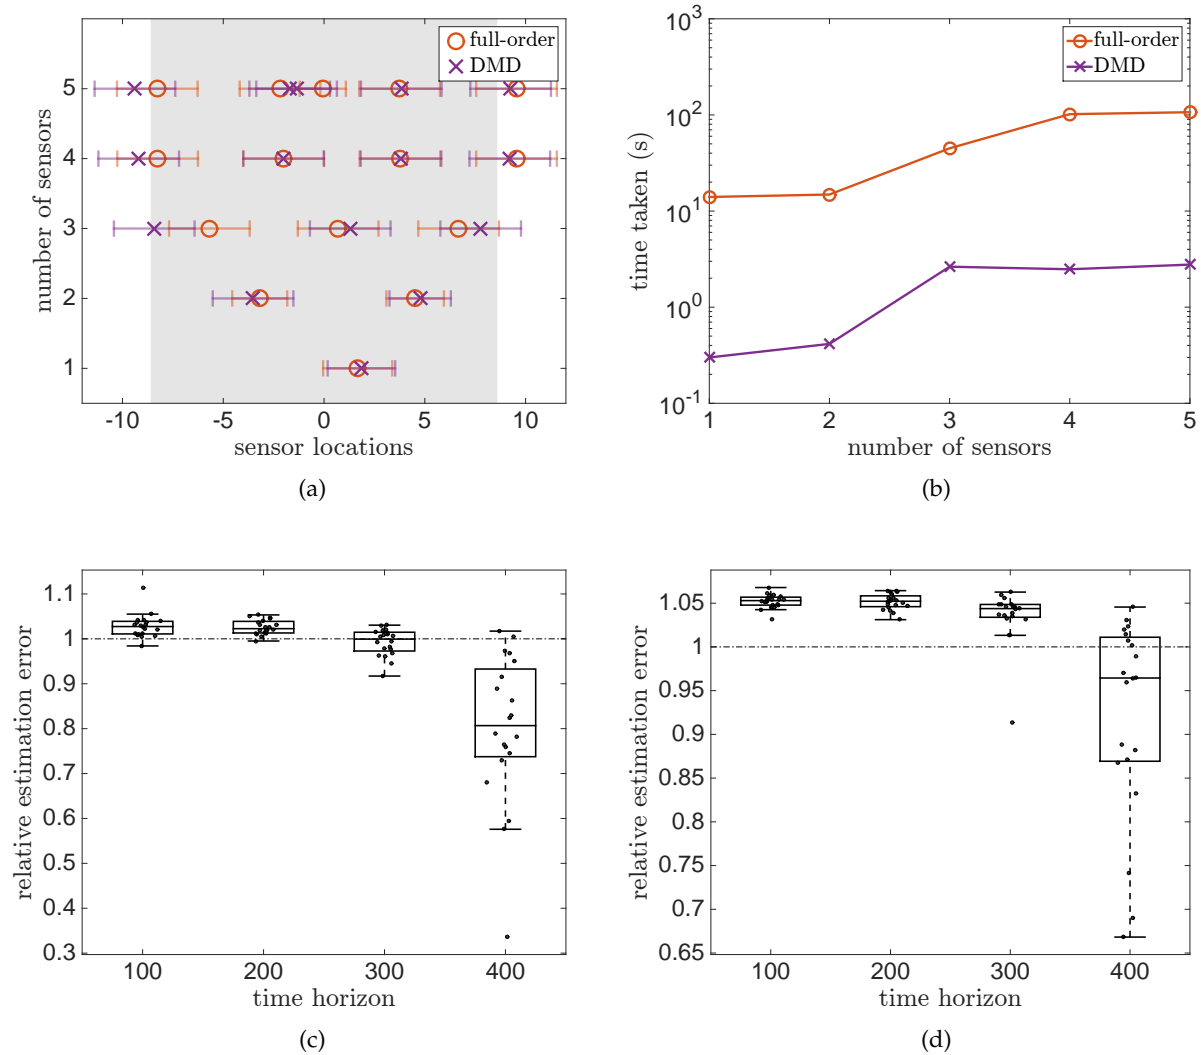 full-order
DMD
5
4
3
2
1
number of sensors
-10 -5 0 5 10
sensor locations
(a)
full-order
DMD
10^3
10^2
10^1
10^0
10^-1
time taken (s)
1 2 3 4 5
number of sensors
(b)
1.1
1
0.9
0.8
0.7
0.6
0.5
0.4
0.3
relative estimation error
100 200 300 400
time horizon
(c)
1.05
1
0.95
0.9
0.85
0.8
0.75
0.7
0.65
relative estimation error
100 200 300 400
time horizon
(d)